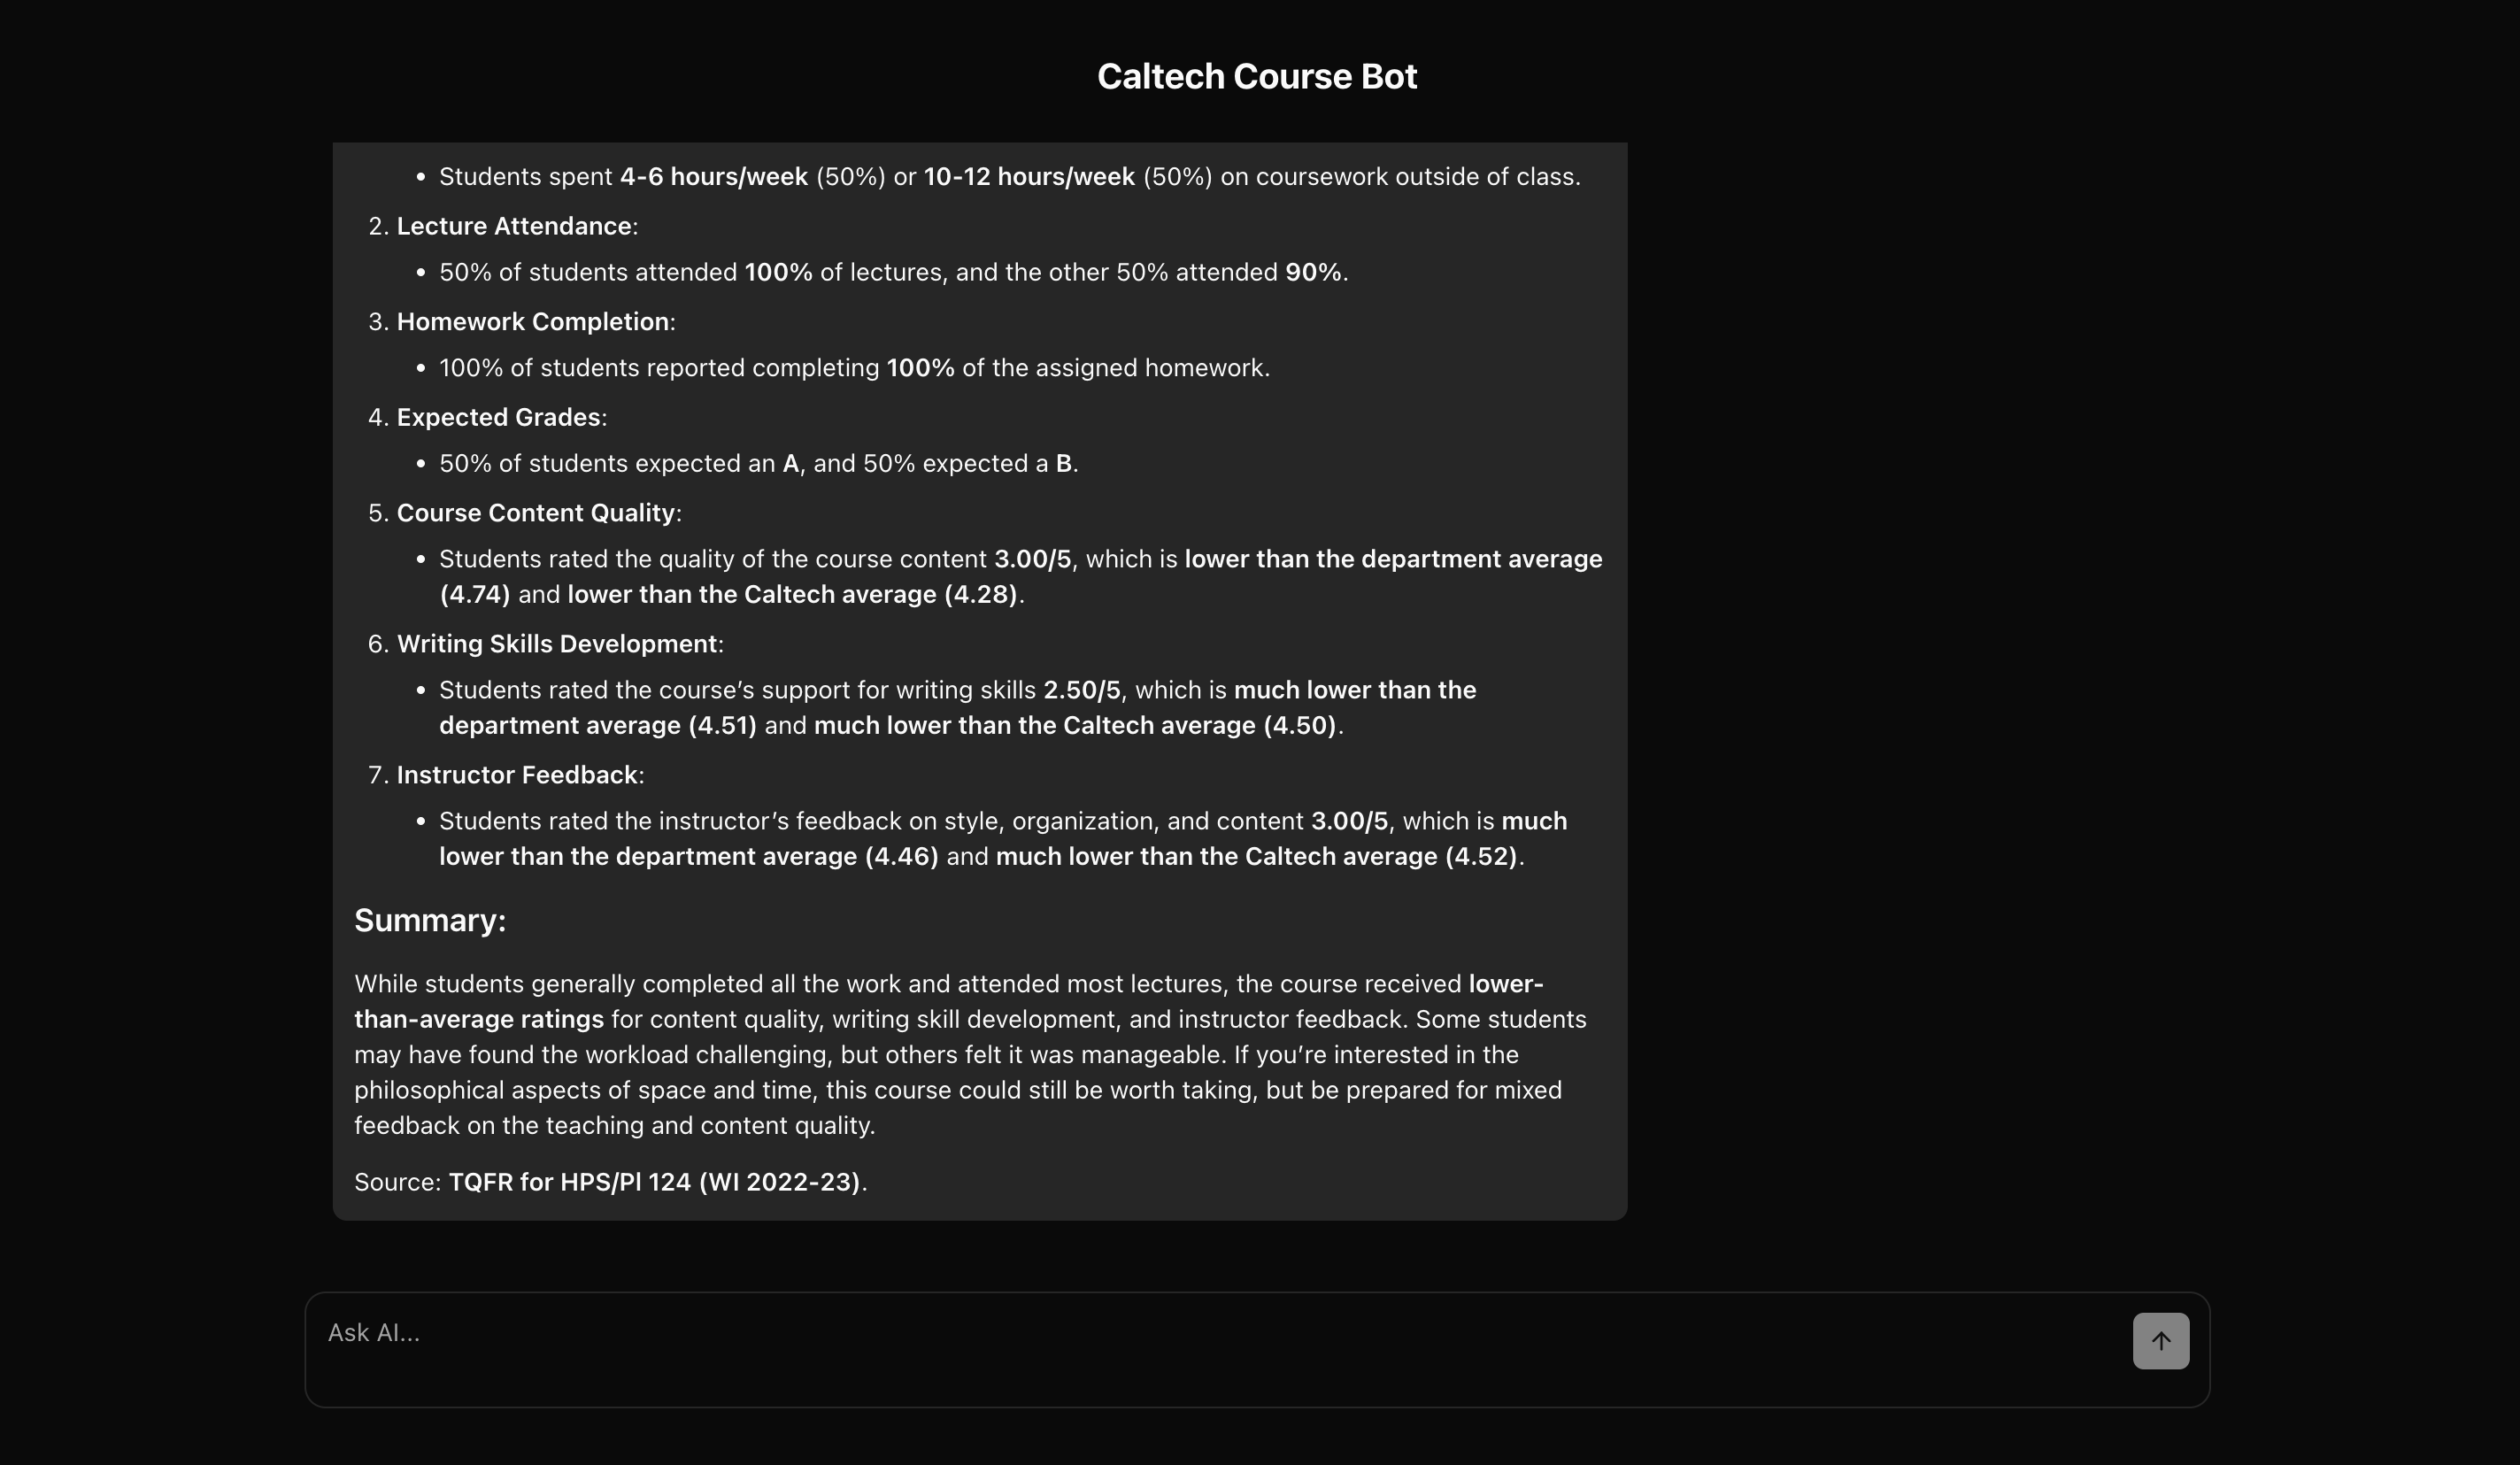 Caltech Course Bot
• Students spent 4-6 hours/week (50%) or 10-12 hours/week (50%) on coursework outside of class.
2. Lecture Attendance:
• 50% of students attended 100% of lectures, and the other 50% attended 90%.
3. Homework Completion:
• 100% of students reported completing 100% of the assigned homework.
4. Expected Grades:
• 50% of students expected an A, and 50% expected a B.
5. Course Content Quality:
• Students rated the quality of the course content 3.00/5, which is lower than the department average
(4.74) and lower than the Caltech average (4.28).
6. Writing Skills Development:
• Students rated the course’s support for writing skills 2.50/5, which is much lower than the
department average (4.51) and much lower than the Caltech average (4.50).
7. Instructor Feedback:
• Students rated the instructor’s feedback on style, organization, and content 3.00/5, which is much
lower than the department average (4.46) and much lower than the Caltech average (4.52).
Summary:
While students generally completed all the work and attended most lectures, the course received lower-
than-average ratings for content quality, writing skill development, and instructor feedback. Some students
may have found the workload challenging, but others felt it was manageable. If you’re interested in the
philosophical aspects of space and time, this course could still be worth taking, but be prepared for mixed
feedback on the teaching and content quality.
Source: TQFR for HPS/Pl 124 (WI 2022-23).
Ask AI...